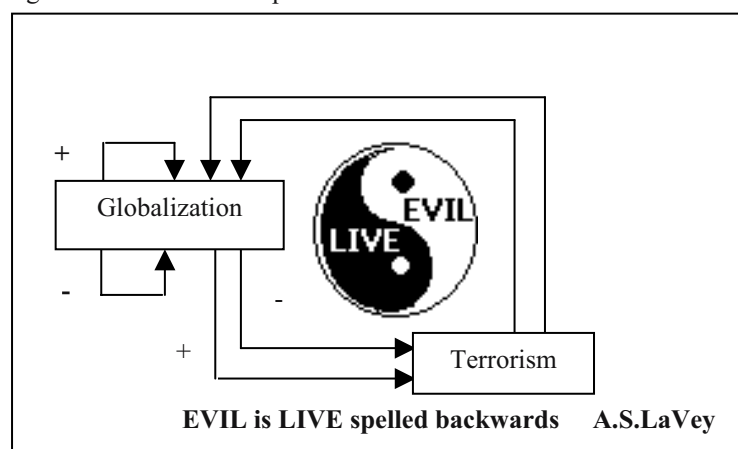 +
Globalization
EVIL
LIVE
-
-
+
Terrorism
EVIL is LIVE spelled backwards A.S.LaVey